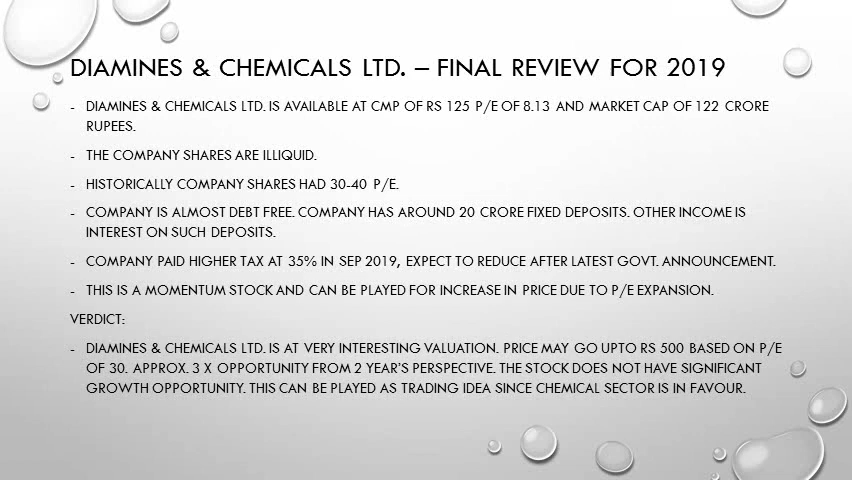 DIAMINES & CHEMICALS LTD. – FINAL REVIEW FOR 2019
- DIAMINES & CHEMICALS LTD. IS AVAILABLE AT CMP OF RS 125 P/E OF 8.13 AND MARKET CAP OF 122 CRORE
RUPEES.
- THE COMPANY SHARES ARE ILLIQUID.
- HISTORICALLY COMPANY SHARES HAD 30-40 P/E.
- COMPANY IS ALMOST DEBT FREE. COMPANY HAS AROUND 20 CRORE FIXED DEPOSITS. OTHER INCOME IS
INTEREST ON SUCH DEPOSITS.
- COMPANY PAID HIGHER TAX AT 35% IN SEP 2019, EXPECT TO REDUCE AFTER LATEST GOVT. ANNOUNCEMENT.
- THIS IS A MOMENTUM STOCK AND CAN BE PLAYED FOR INCREASE IN PRICE DUE TO P/E EXPANSION.
VERDICT:
- DIAMINES & CHEMICALS LTD. IS AT VERY INTERESTING VALUATION. PRICE MAY GO UPTO RS 500 BASED ON P/E
OF 30. APPROX. 3 X OPPORTUNITY FROM 2 YEAR'S PERSPECTIVE. THE STOCK DOES NOT HAVE SIGNIFICANT
GROWTH OPPORTUNITY. THIS CAN BE PLAYED AS TRADING IDEA SINCE CHEMICAL SECTOR IS IN FAVOUR.